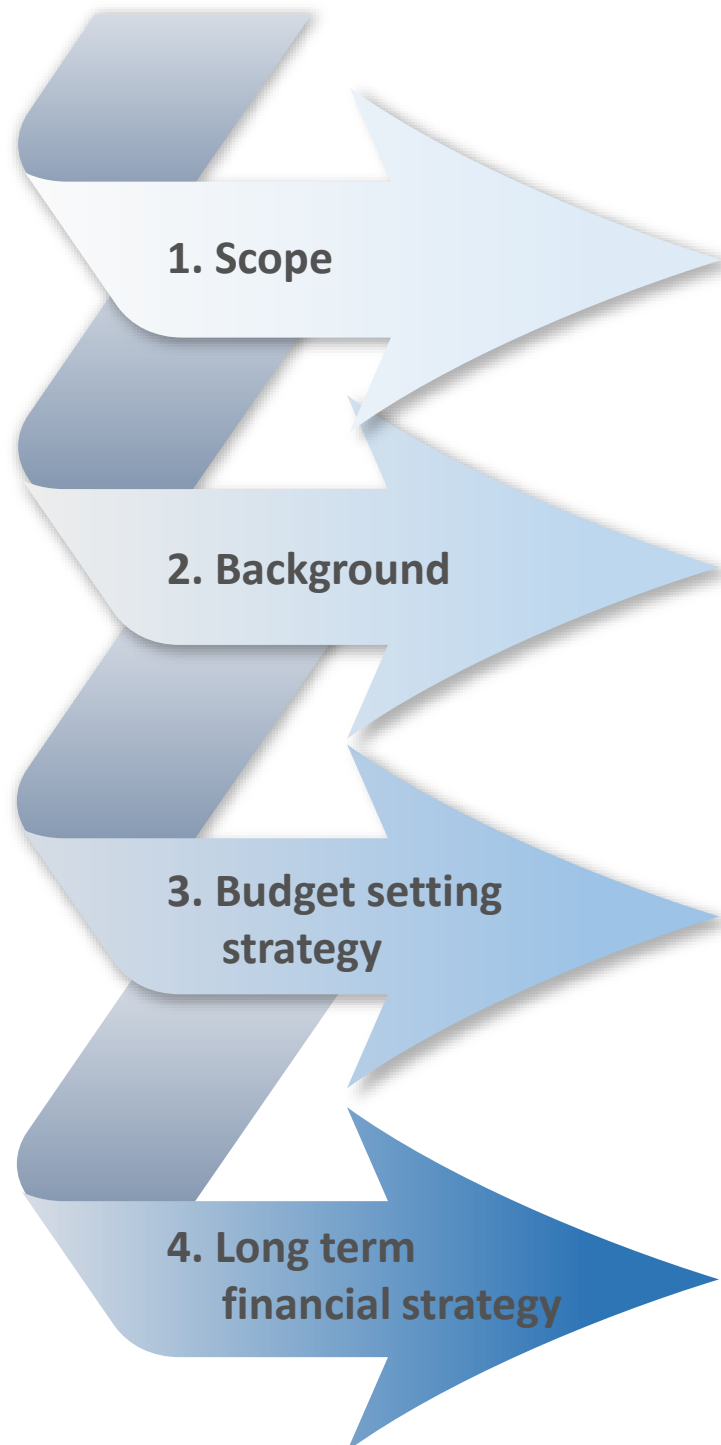 1. Scope
2. Background
3. Budget setting
strategy
4. Long term
financial strategy